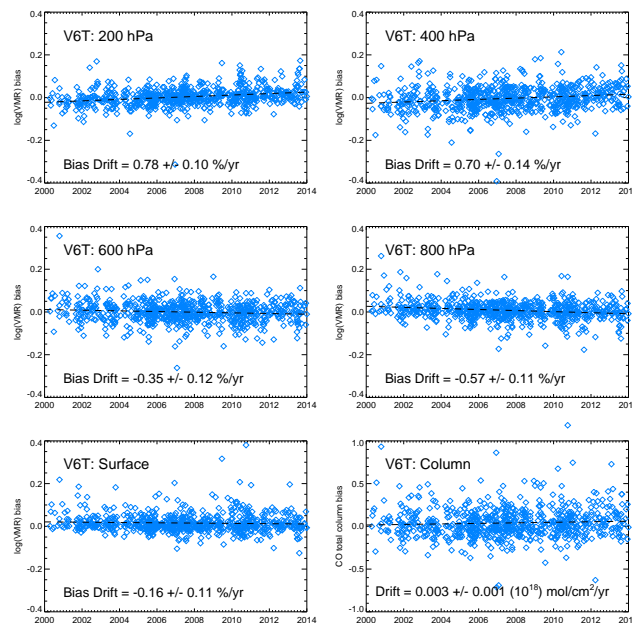 V6T: 200 hPa
log(VMR) bias
0.4
0.2
0.0
-0.2
-0.4
Bias Drift = 0.78 +/- 0.10 %/yr
2000 2002 2004 2006 2008 2010 2012 2014
V6T: 400 hPa
log(VMR) bias
0.4
0.2
0.0
-0.2
-0.4
Bias Drift = 0.70 +/- 0.14 %/yr
2000 2002 2004 2006 2008 2010 2012 201
V6T: 600 hPa
log(VMR) bias
0.4
0.2
0.0
-0.2
-0.4
Bias Drift = -0.35 +/- 0.12 %/yr
2000 2002 2004 2006 2008 2010 2012 2014
V6T: 800 hPa
log(VMR) bias
0.4
0.2
0.0
-0.2
-0.4
Bias Drift = -0.57 +/- 0.11 %/yr
2000 2002 2004 2006 2008 2010 2012 201
V6T: Surface
log(VMR) bias
0.4
0.2
0.0
-0.2
-0.4
Bias Drift = -0.16 +/- 0.11 %/yr
2000 2002 2004 2006 2008 2010 2012 2014
V6T: Column
CO total column bias
1.0
0.5
0.0
-0.5
-1.0
Drift = 0.003 +/- 0.001 (10¹⁸) mol/cm²/yr
2000 2002 2004 2006 2008 2010 2012 201